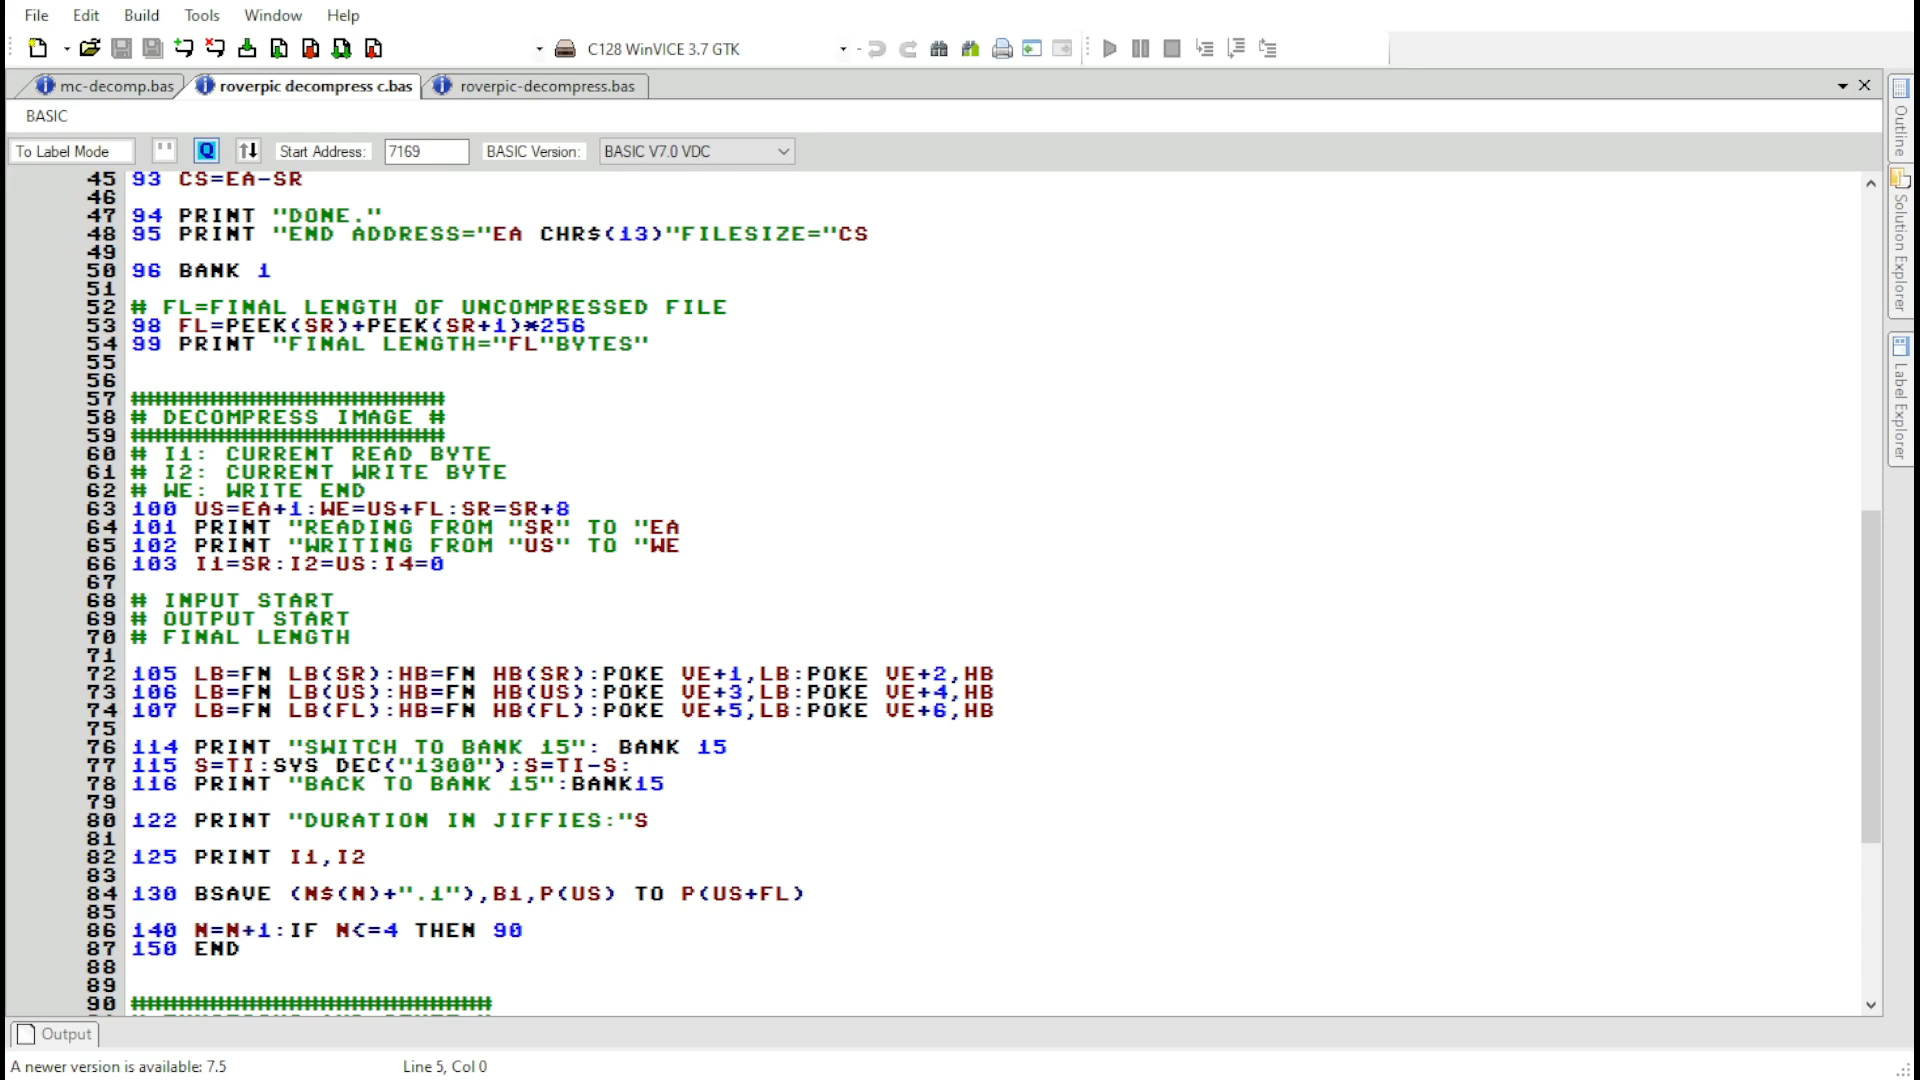 File Edit Build Tools Window Help
C128 WinVICE 3.7 GTK
mc-decomp.bas roverpic decompress c.bas roverpic-decompress.bas
BASIC
To Label Mode Q Start Address: 7169 BASIC Version: BASIC V7.0 VDC
Outline
Solution Explorer
Label Explorer
45 93 CS=EA-SR
46
47 94 PRINT "DONE."
48 95 PRINT "END ADDRESS="EA CHR$(13)"FILESIZE="CS
49
50 96 BANK 1
51
52 # FL=FINAL LENGTH OF UNCOMPRESSED FILE
53 98 FL=PEEK(SR)+PEEK(SR+1)*256
54 99 PRINT "FINAL LENGTH="FL"BYTES"
55
56
57 ##############################
58 # DECOMPRESS IMAGE #
59 ##############################
60 # I1: CURRENT READ BYTE
61 # I2: CURRENT WRITE BYTE
62 # WE: WRITE END
63 100 US=EA+1:WE=US+FL:SR=SR+8
64 101 PRINT "READING FROM "SR" TO "EA
65 102 PRINT "WRITING FROM "US" TO "WE
66 103 I1=SR:I2=US:I4=0
67
68 # INPUT START
69 # OUTPUT START
70 # FINAL LENGTH
71
72 105 LB=FN LB(SR):HB=FN HB(SR):POKE VE+1,LB:POKE VE+2,HB
73 106 LB=FN LB(US):HB=FN HB(US):POKE VE+3,LB:POKE VE+4,HB
74 107 LB=FN LB(FL):HB=FN HB(FL):POKE VE+5,LB:POKE VE+6,HB
75
76 114 PRINT "SWITCH TO BANK 15": BANK 15
77 115 S=TI:SYS DEC("1300"):S=TI-S:
78 116 PRINT "BACK TO BANK 15":BANK15
79
80 122 PRINT "DURATION IN JIFFIES:"S
81
82 125 PRINT I1,I2
83
84 130 BSAVE (N$(N)+".1"),B1,P(US) TO P(US+FL)
85
86 140 N=N+1:IF N<=4 THEN 90
87 150 END
88
89
90 ##################################
Output
A newer version is available: 7.5 Line 5, Col 0